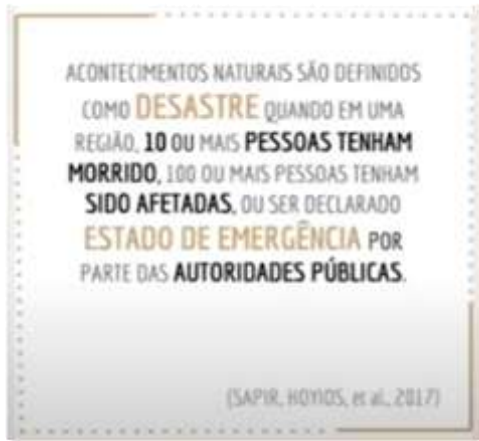 ACONTECIMENTOS NATURAIS SÃO DEFINIDOS
COMO DESASTRE QUANDO EM UMA
REGIÃO, 10 OU MAIS PESSOAS TENHAM
MORRIDO, 100 OU MAIS PESSOAS TENHAM
SIDO AFETADAS, OU SER DECLARADO
ESTADO DE EMERGÊNCIA POR
PARTE DAS AUTORIDADES PÚBLICAS.
(SAPIR, HOYIOS, et al., 2017)